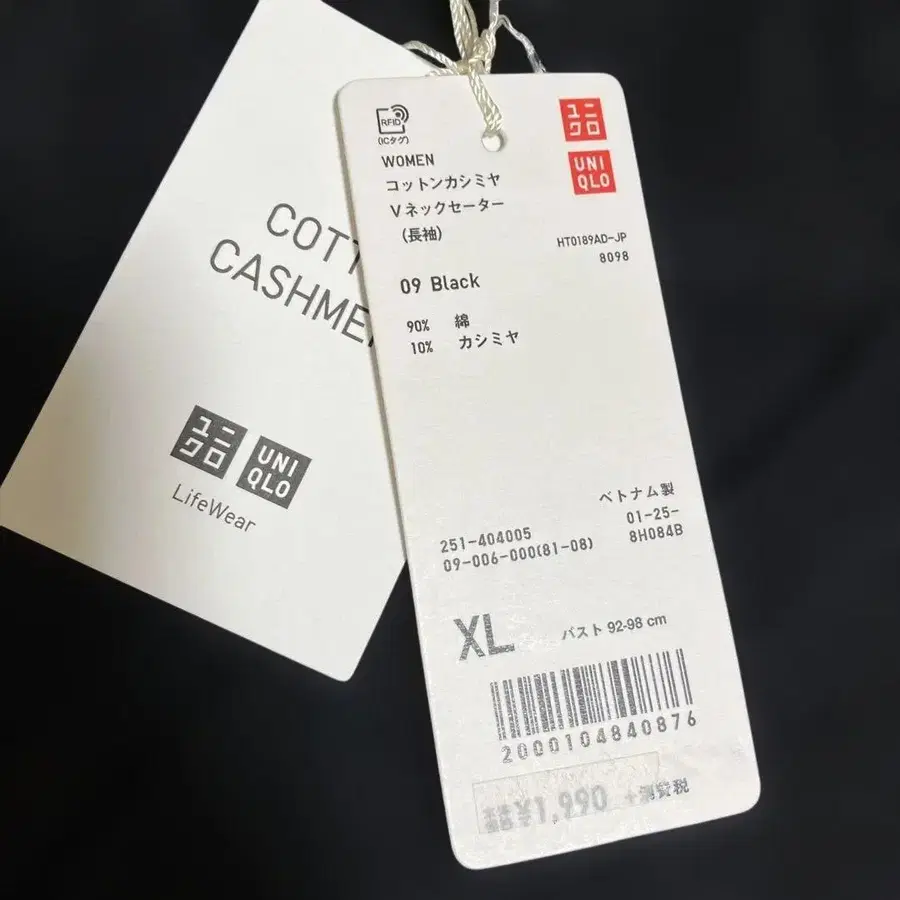 COTT
CASHME
ユニ
クロ
UNI
QLO
LifeWear
RFID
(ICタグ)
ユニ
クロ
UNI
QLO
WOMEN
コットンカシミヤ
Vネックセーター
(長袖)
HT0189AD-JP
8098
09 Black
90% 綿
10% カシミヤ
ベトナム製
251-404005 01-25-
09-006-000(81-08) 8H084B
XL バスト 92-98 cm
2000104840876
¥1,990 +消費税